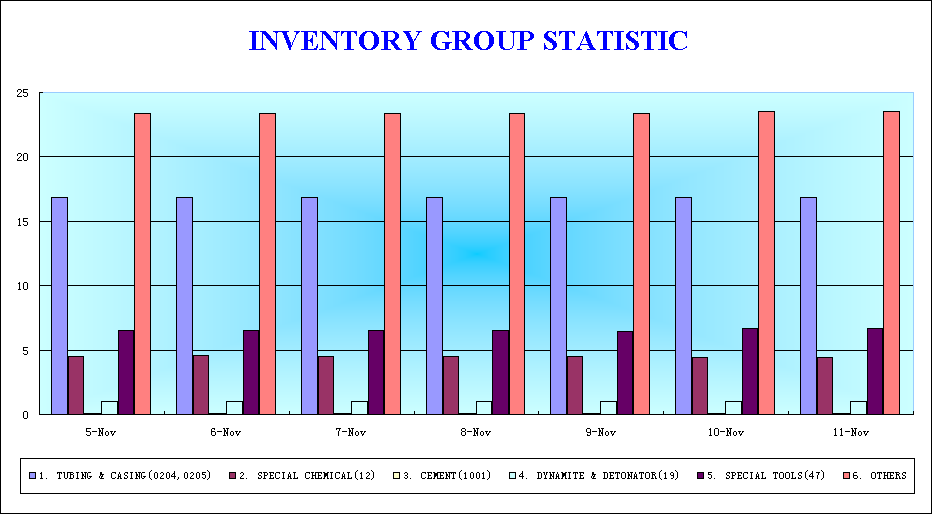 INVENTORY GROUP STATISTIC
25
20
15
10
5
0
5-Nov 6-Nov 7-Nov 8-Nov 9-Nov 10-Nov 11-Nov
1. TUBING & CASING(0204,0205) 2. SPECIAL CHEMICAL(12) 3. CEMENT(1001) 4. DYNAMITE & DETONATOR(19) 5. SPECIAL TOOLS(47) 6. OTHERS